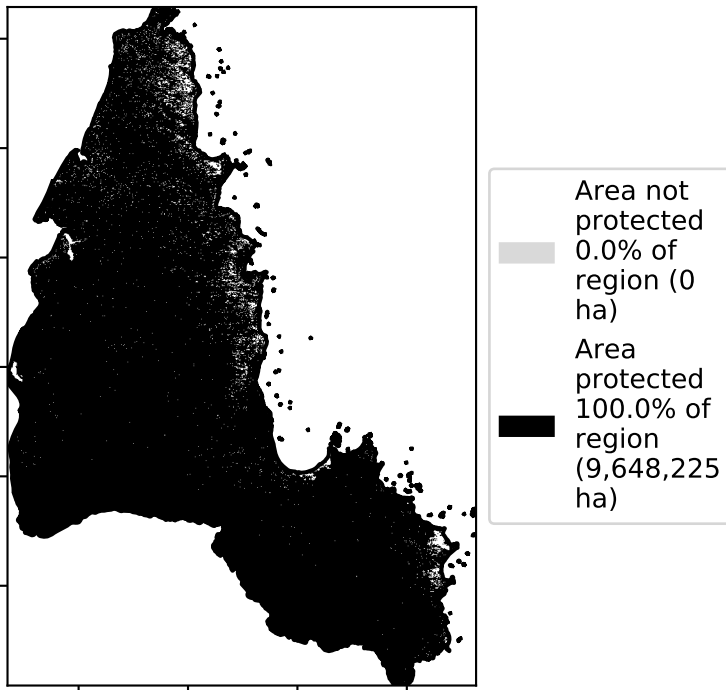 Area not
protected
0.0% of
region (0
ha)
Area
protected
100.0% of
region
(9,648,225
ha)